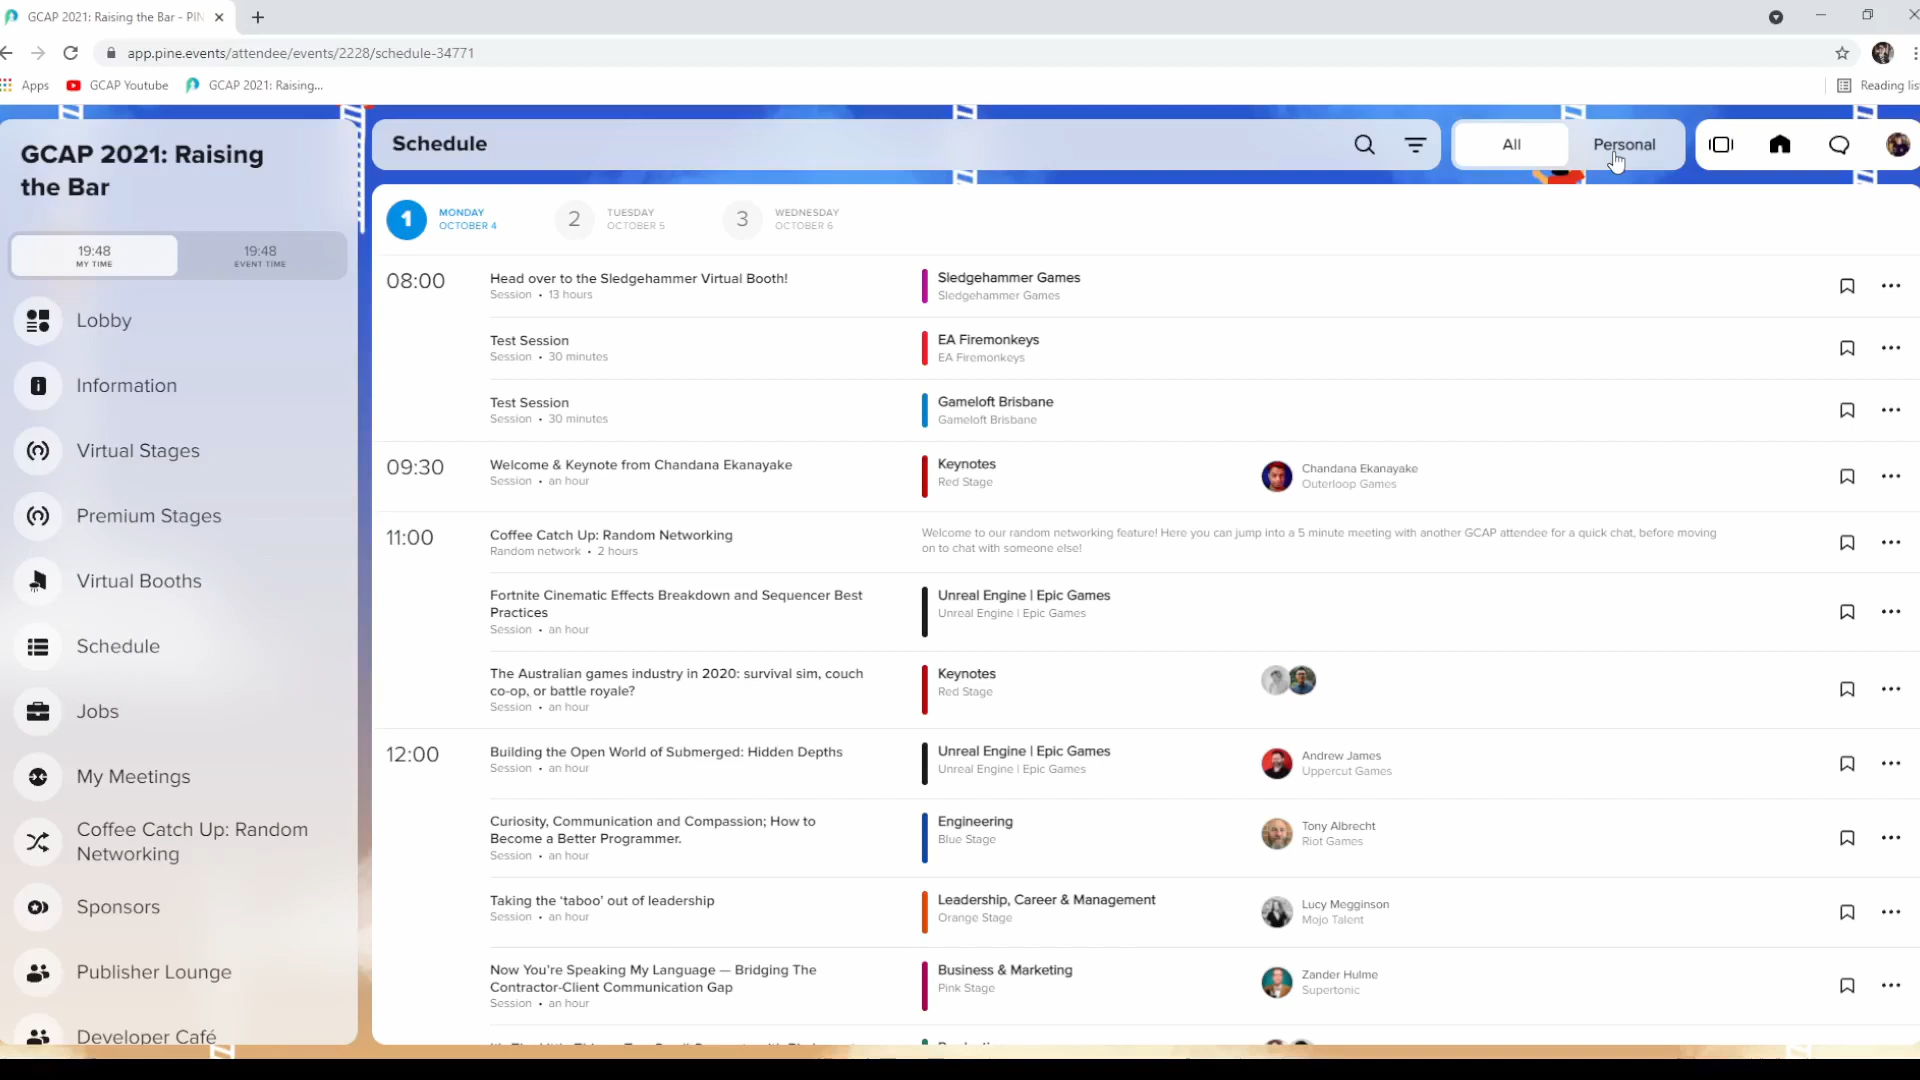 GCAP 2021: Raising the Bar - PIN
app.pine.events/attendee/events/2228/schedule-34771
Apps
GCAP Youtube
GCAP 2021: Raising...
Reading lis
GCAP 2021: Raising
the Bar
19:48
MY TIME
19:48
EVENT TIME
Lobby
Information
Virtual Stages
Premium Stages
Virtual Booths
Schedule
Jobs
My Meetings
Coffee Catch Up: Random
Networking
Sponsors
Publisher Lounge
Developer Café
Schedule
All
Personal
1
MONDAY
OCTOBER 4
2
TUESDAY
OCTOBER 5
3
WEDNESDAY
OCTOBER 6
08:00
Head over to the Sledgehammer Virtual Booth!
Session • 13 hours
Sledgehammer Games
Sledgehammer Games
Test Session
Session • 30 minutes
EA Firemonkeys
EA Firemonkeys
Test Session
Session • 30 minutes
Gameloft Brisbane
Gameloft Brisbane
09:30
Welcome & Keynote from Chandana Ekanayake
Session • an hour
Keynotes
Red Stage
Chandana Ekanayake
Outerloop Games
11:00
Coffee Catch Up: Random Networking
Random network • 2 hours
Welcome to our random networking feature! Here you can jump into a 5 minute meeting with another GCAP attendee for a quick chat, before moving
on to chat with someone else!
Fortnite Cinematic Effects Breakdown and Sequencer Best
Practices
Session • an hour
Unreal Engine | Epic Games
Unreal Engine | Epic Games
The Australian games industry in 2020: survival sim, couch
co-op, or battle royale?
Session • an hour
Keynotes
Red Stage
12:00
Building the Open World of Submerged: Hidden Depths
Session • an hour
Unreal Engine | Epic Games
Unreal Engine | Epic Games
Andrew James
Uppercut Games
Curiosity, Communication and Compassion; How to
Become a Better Programmer.
Session • an hour
Engineering
Blue Stage
Tony Albrecht
Riot Games
Taking the ‘taboo’ out of leadership
Session • an hour
Leadership, Career & Management
Orange Stage
Lucy Megginson
Mojo Talent
Now You’re Speaking My Language — Bridging The
Contractor-Client Communication Gap
Session • an hour
Business & Marketing
Pink Stage
Zander Hulme
Supertonic